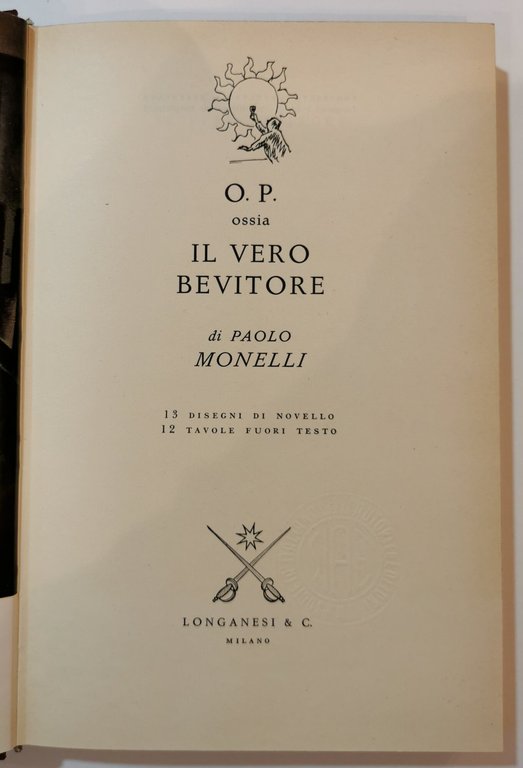 O. P.
ossia
IL VERO
BEVITORE
di PAOLO
MONELLI
13 DISEGNI DI NOVELLO
12 TAVOLE FUORI TESTO
LONGANESI & C.
MILANO